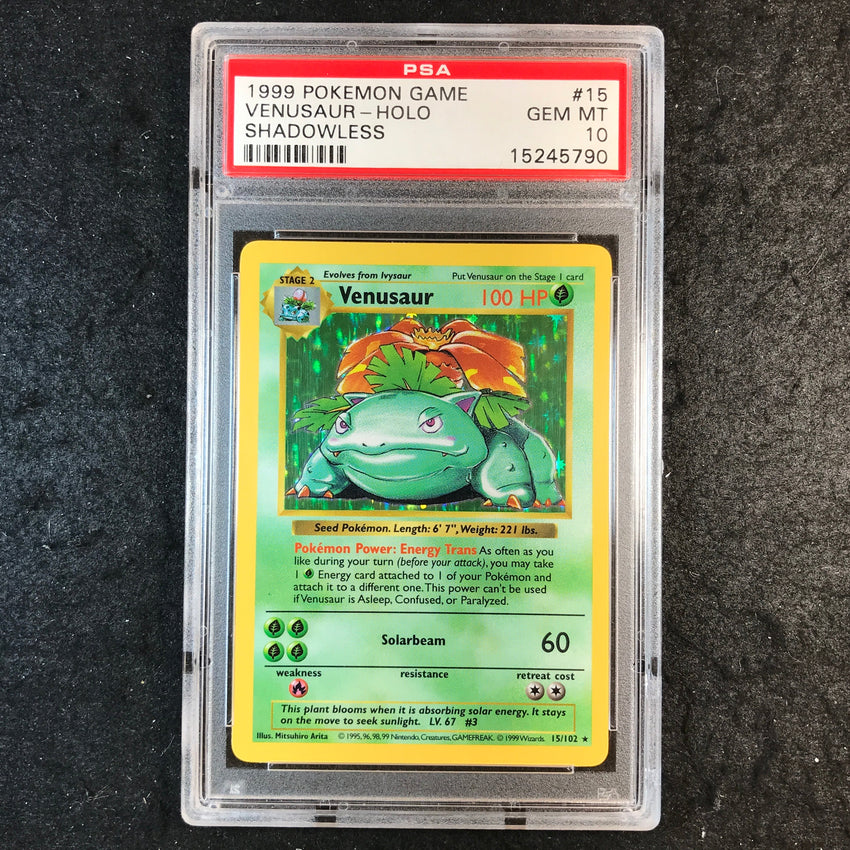 PSA
1999 POKEMON GAME #15
VENUSAUR-HOLO GEM MT
SHADOWLESS 10
15245790
STAGE 2 Evolves from Ivysaur Put Venusaur on the Stage 1 card
Venusaur 100 HP
Seed Pokémon. Length: 6' 7", Weight: 221 lbs.
Pokémon Power: Energy Trans As often as you
like during your turn (before your attack), you may take
1 Energy card attached to 1 of your Pokémon and
attach it to a different one. This power can't be used
if Venusaur is Asleep, Confused, or Paralyzed.
Solarbeam 60
weakness resistance retreat cost
This plant blooms when it is absorbing solar energy. It stays
on the move to seek sunlight. LV. 67 #3
Illus. Mitsuhiro Arita © 1995, 96, 98, 99 Nintendo, Creatures, GAMEFREAK. © 1999 Wizards. 15/102 ★
PSA